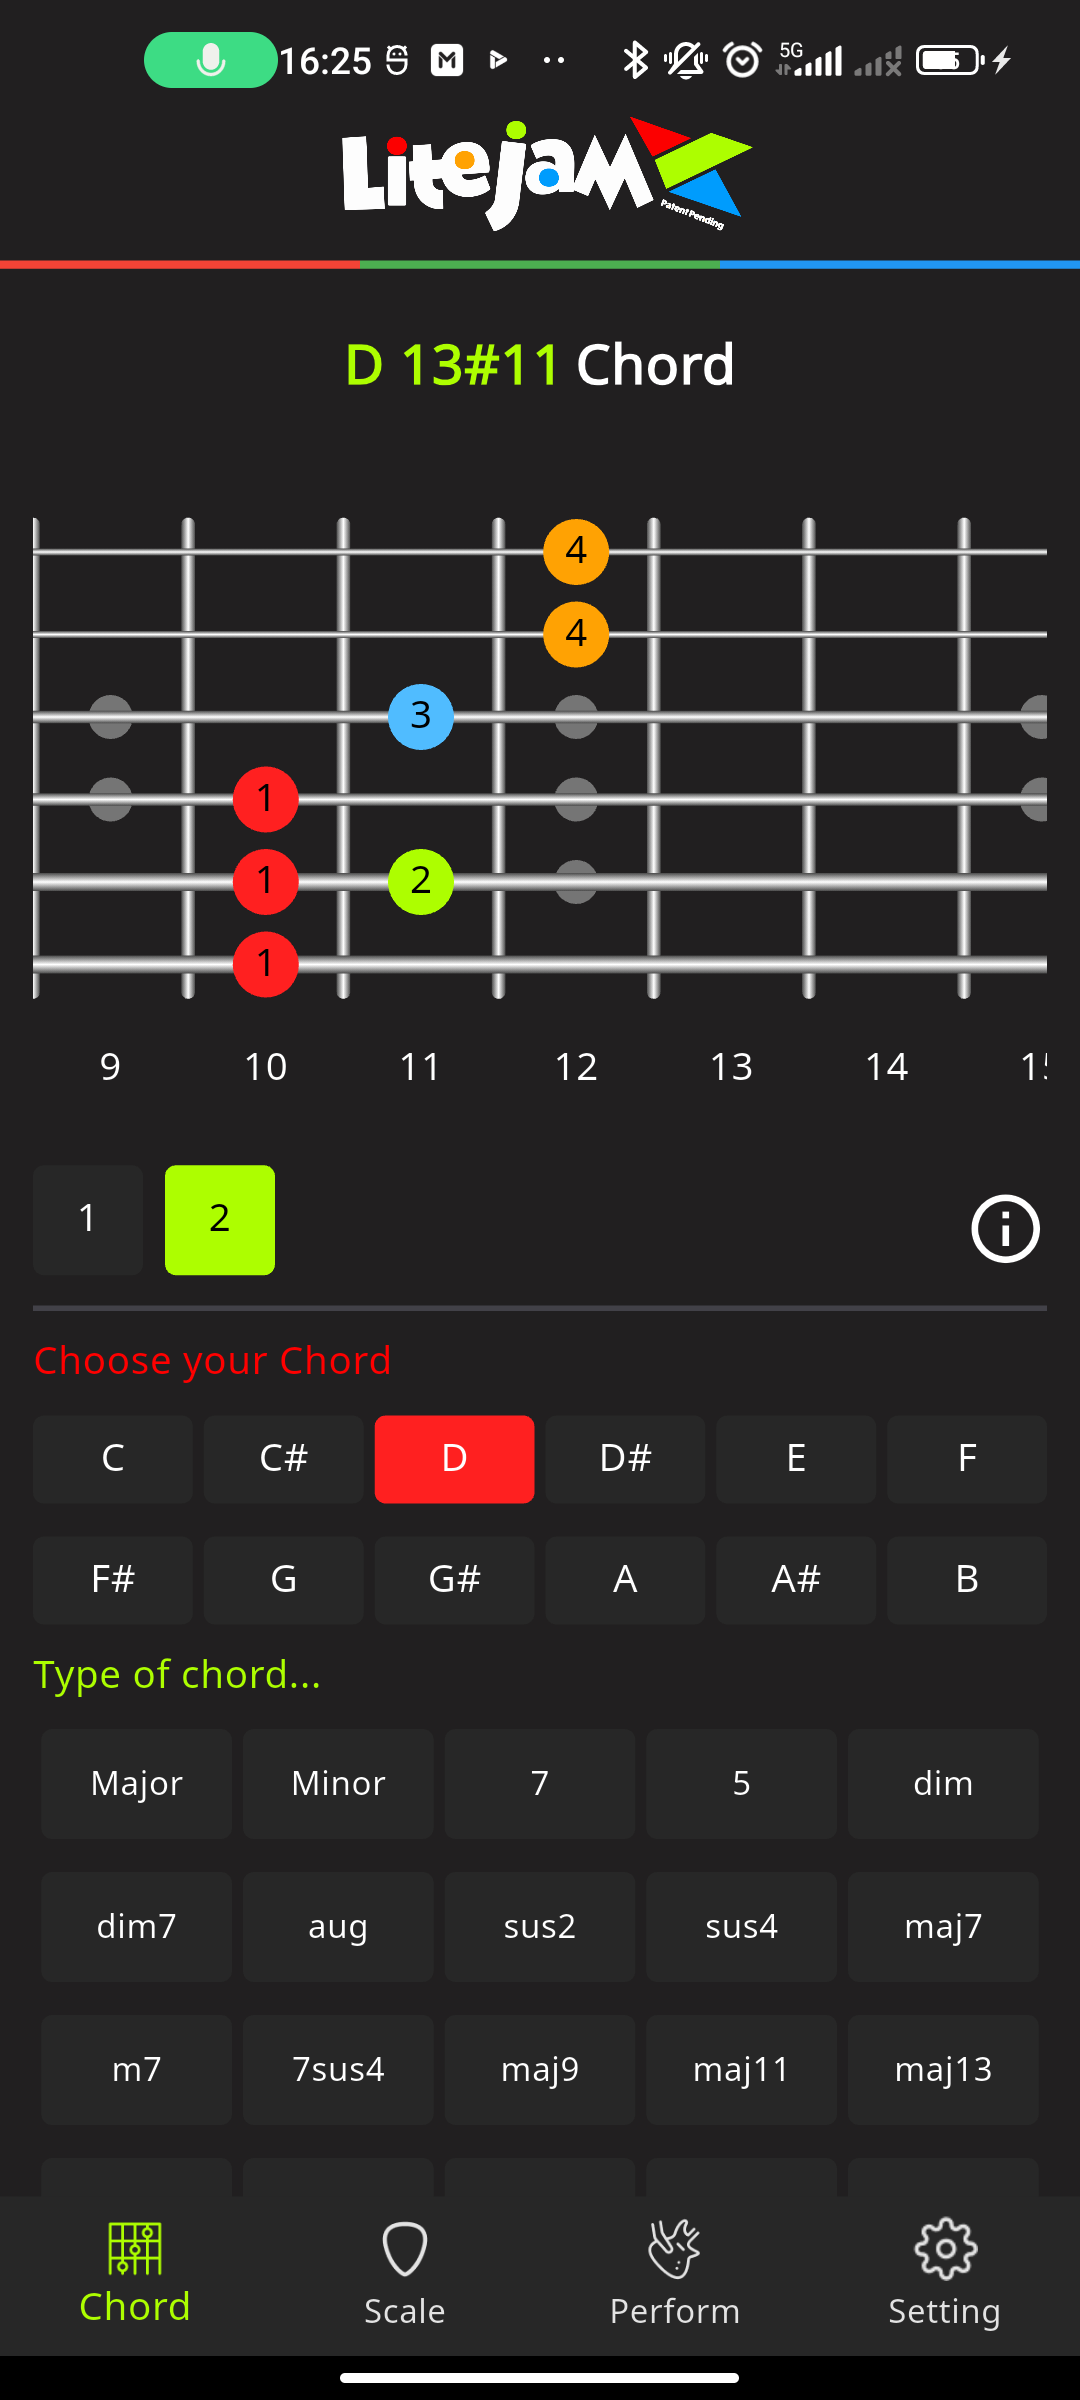 16:25
5G
Litejam
Patent Pending
D 13#11 Chord
4
4
3
1
1 2
1
9 10 11 12 13 14
1 2
Choose your Chord
C C# D D# E F
F# G G# A A# B
Type of chord...
Major Minor 7 5 dim
dim7 aug sus2 sus4 maj7
m7 7sus4 maj9 maj11 maj13
Chord Scale Perform Setting